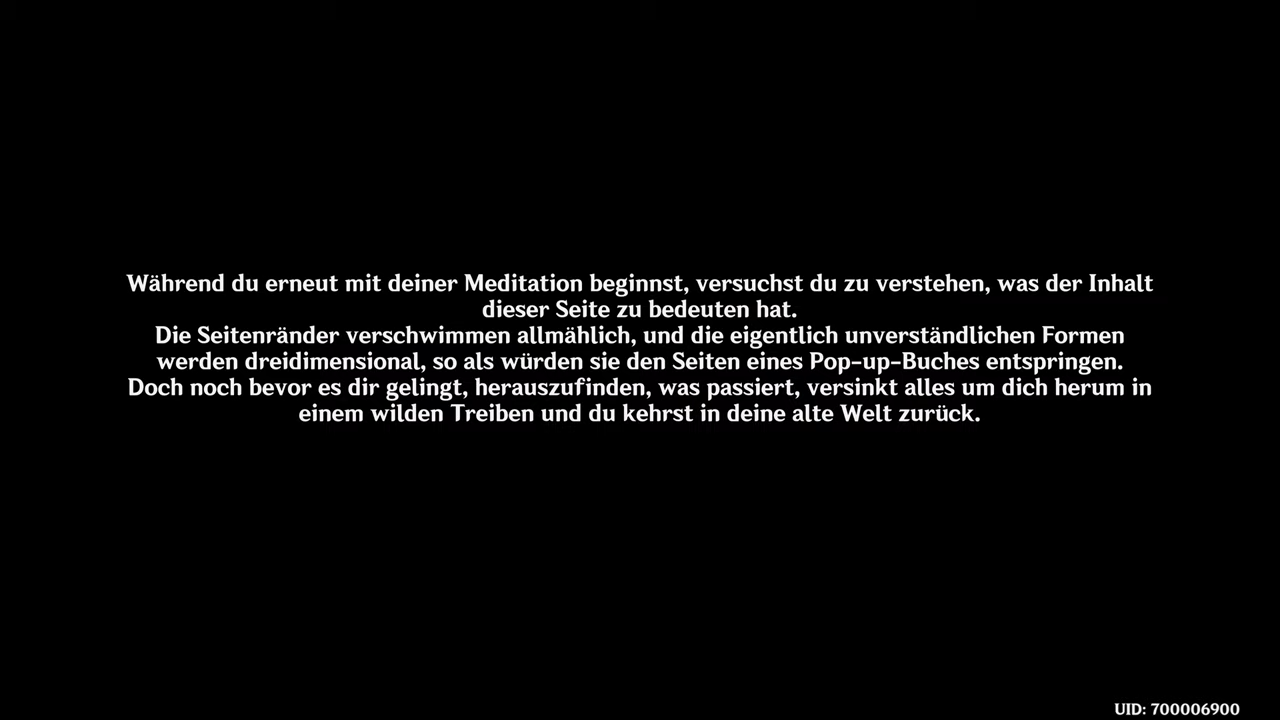 Während du erneut mit deiner Meditation beginnst, versuchst du zu verstehen, was der Inhalt
dieser Seite zu bedeuten hat.
Die Seitenränder verschwimmen allmählich, und die eigentlich unverständlichen Formen
werden dreidimensional, so als würden sie den Seiten eines Pop-up-Buches entspringen.
Doch noch bevor es dir gelingt, herauszufinden, was passiert, versinkt alles um dich herum in
einem wilden Treiben und du kehrst in deine alte Welt zurück.
UID: 700006900